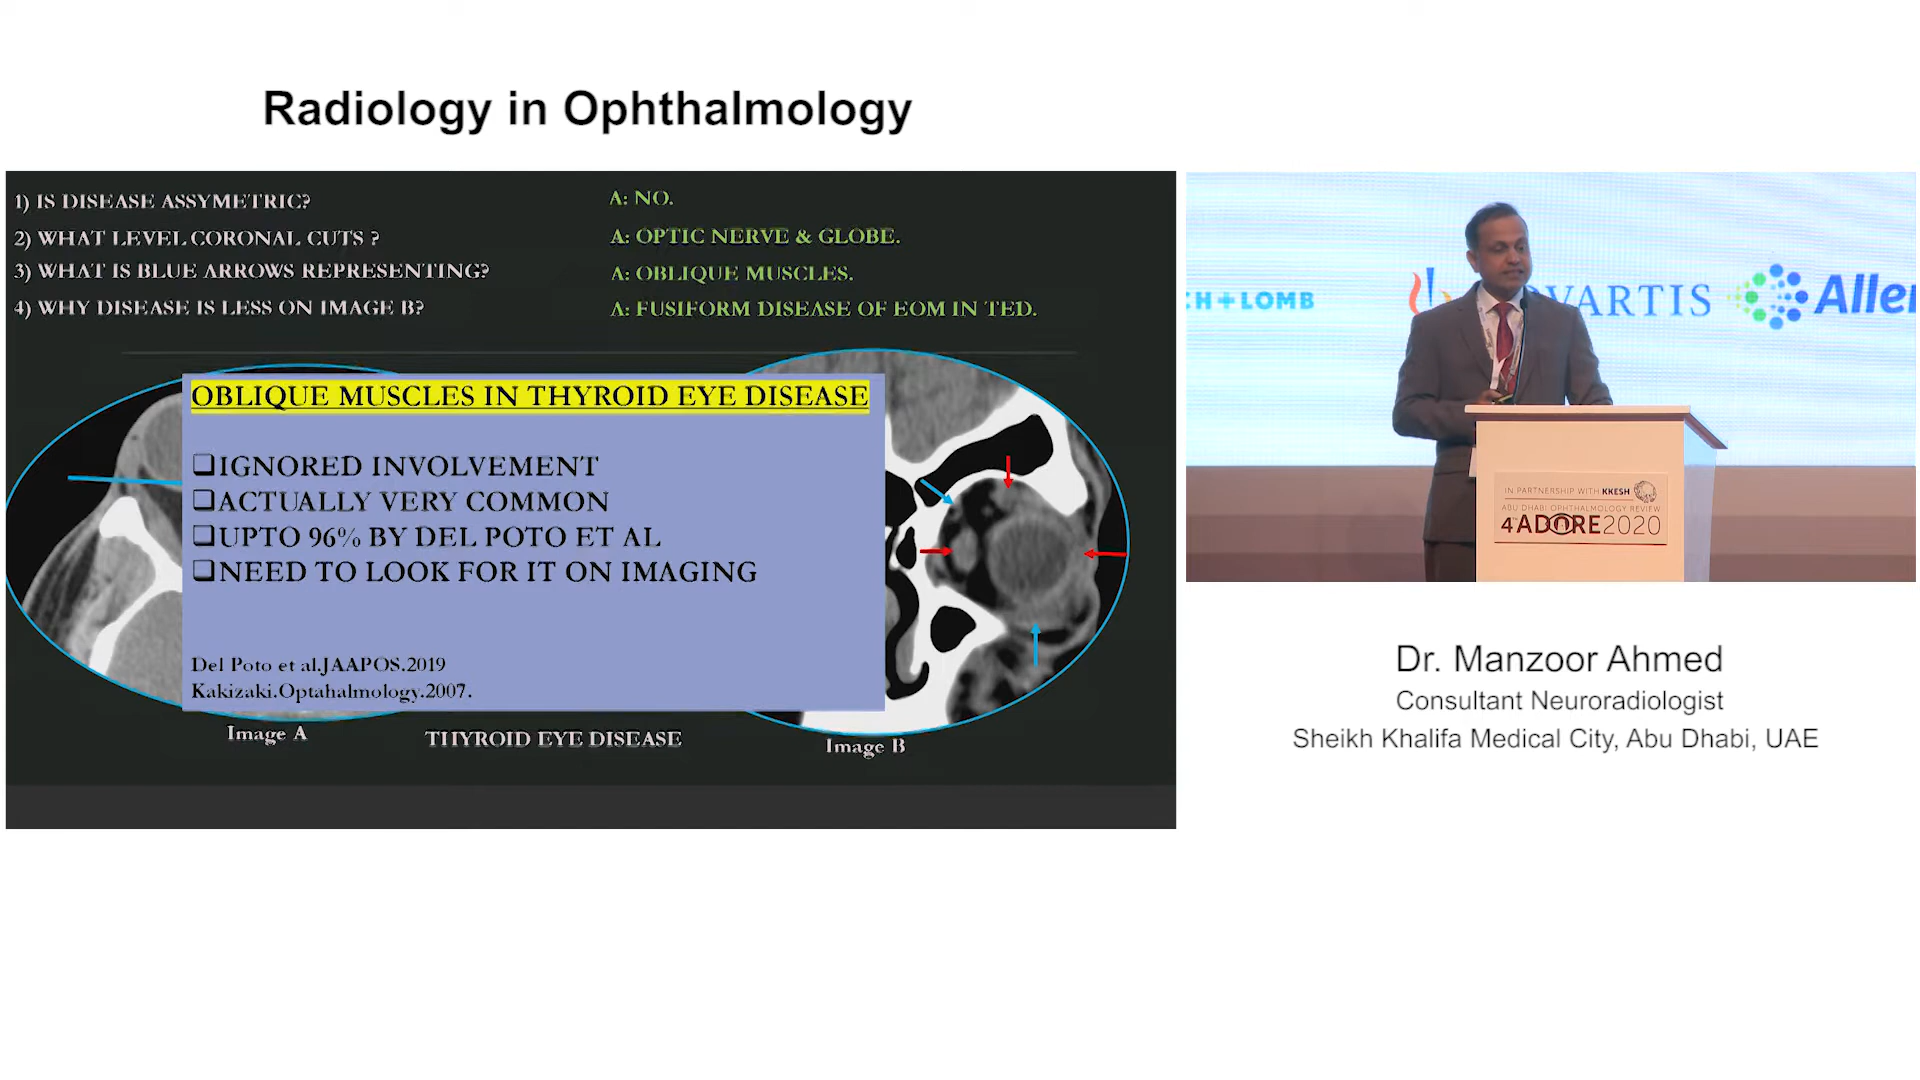 Radiology in Ophthalmology
1) IS DISEASE ASSYMETRIC?
A: NO.
2) WHAT LEVEL CORONAL CUTS ?
A: OPTIC NERVE & GLOBE.
3) WHAT IS BLUE ARROWS REPRESENTING?
A: OBLIQUE MUSCLES.
4) WHY DISEASE IS LESS ON IMAGE B?
A: FUSIFORM DISEASE OF EOM IN TED.
OBLIQUE MUSCLES IN THYROID EYE DISEASE
❑IGNORED INVOLVEMENT
❑ACTUALLY VERY COMMON
❑UPTO 96% BY DEL POTO ET AL
❑NEED TO LOOK FOR IT ON IMAGING
Del Poto et al.JAAPOS.2019
Kakizaki.Optahalmology.2007.
Image A
THYROID EYE DISEASE
Image B
CH+LOMB
VARTIS
Aller
IN PARTNERSHIP WITH KKESH
ABU DHABI OPHTHALMOLOGY REVIEW
4th ADORE2020
Dr. Manzoor Ahmed
Consultant Neuroradiologist
Sheikh Khalifa Medical City, Abu Dhabi, UAE